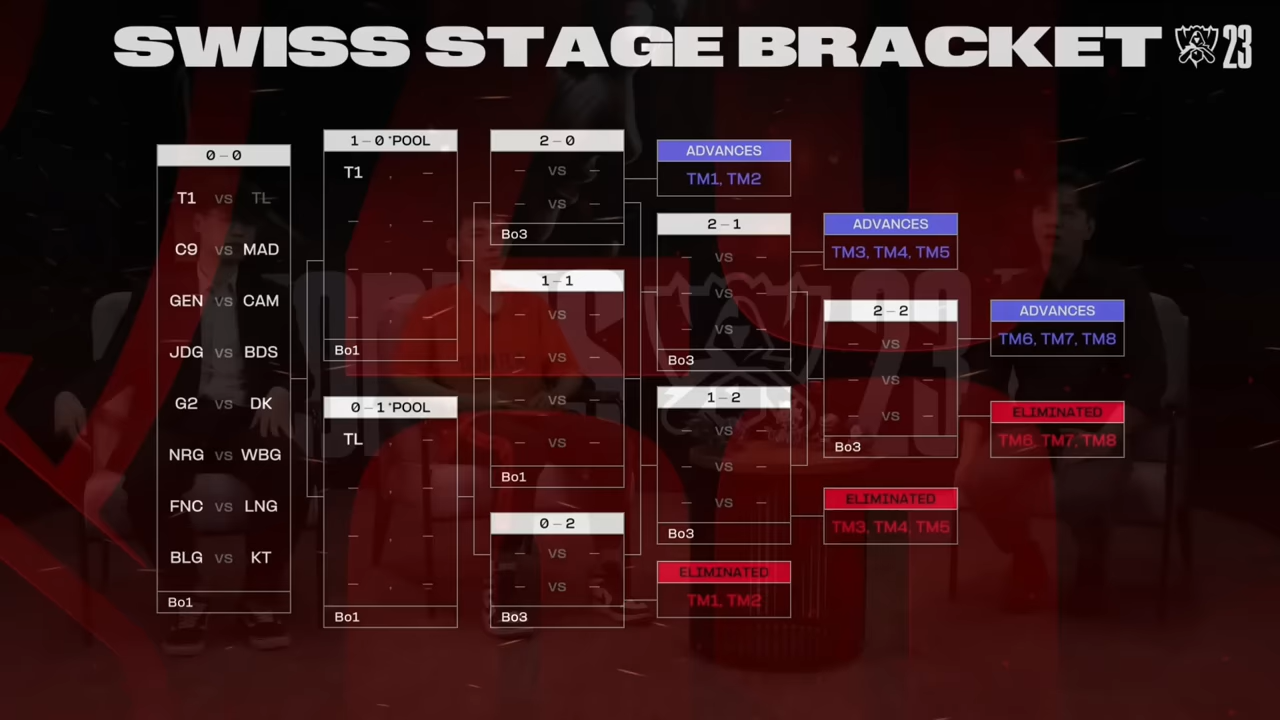 SWISS STAGE BRACKET 23
0 – 0
T1 VS TL
C9 VS MAD
GEN VS CAM
JDG VS BDS
G2 VS DK
NRG VS WBG
FNC VS LNG
BLG VS KT
Bo1
1 – 0 *POOL
T1
Bo1
0 – 1 *POOL
TL
Bo1
2 – 0
– VS –
– VS –
Bo3
1 – 1
– VS –
– VS –
– VS –
– VS –
Bo1
0 – 2
– VS –
– VS –
Bo3
ADVANCES
TM1, TM2
2 – 1
– VS –
– VS –
– VS –
Bo3
1 – 2
– VS –
– VS –
– VS –
Bo3
ELIMINATED
TM1, TM2
ADVANCES
TM3, TM4, TM5
2 – 2
– VS –
– VS –
– VS –
Bo3
ELIMINATED
TM3, TM4, TM5
ADVANCES
TM6, TM7, TM8
ELIMINATED
TM6, TM7, TM8